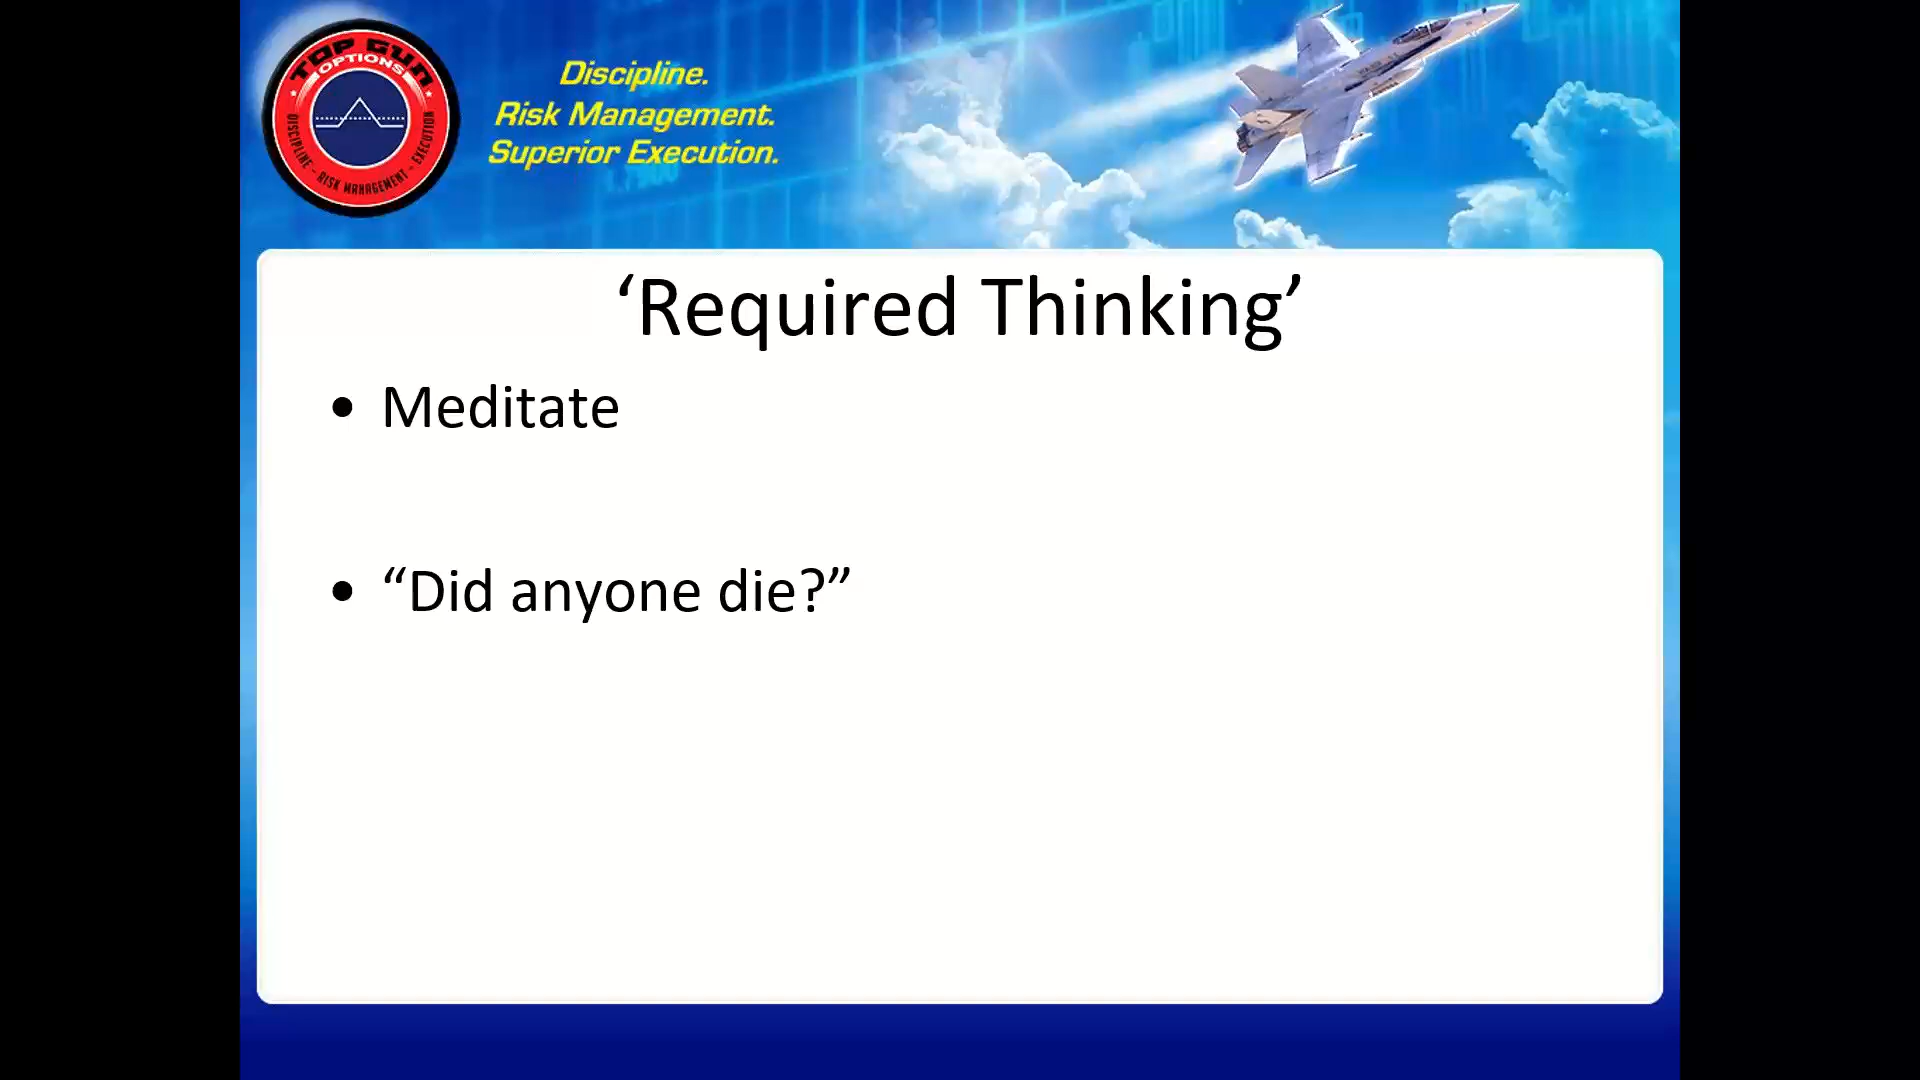 TOP GUN
OPTIONS
DISCIPLINE - RISK MANAGEMENT - EXECUTION
Discipline.
Risk Management.
Superior Execution.
‘Required Thinking’
• Meditate
• “Did anyone die?”